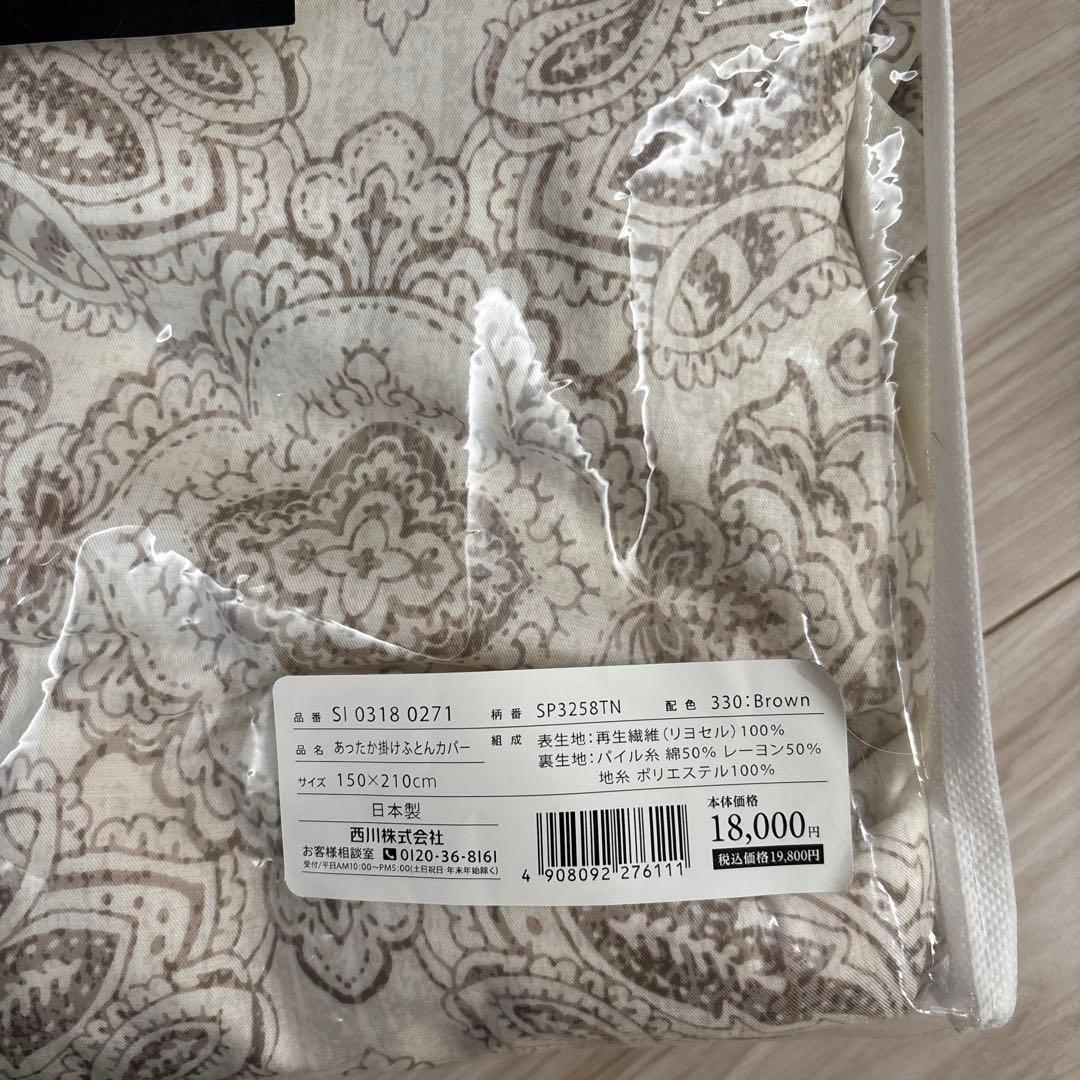 品番 SI 0318 0271 柄番 SP3258TN 配色 330:Brown
品名 あったか掛けふとんカバー
サイズ 150×210cm
組成 表生地:再生繊維(リヨセル)100%
裏生地:パイル糸 綿50% レーヨン50%
地糸 ポリエステル100%
日本製
西川株式会社
お客様相談室 0120-36-8161
受付/平日AM10:00~PM5:00(土日祝日・年末年始除く)
4 908092 276111
本体価格
18,000円
税込価格19,800円